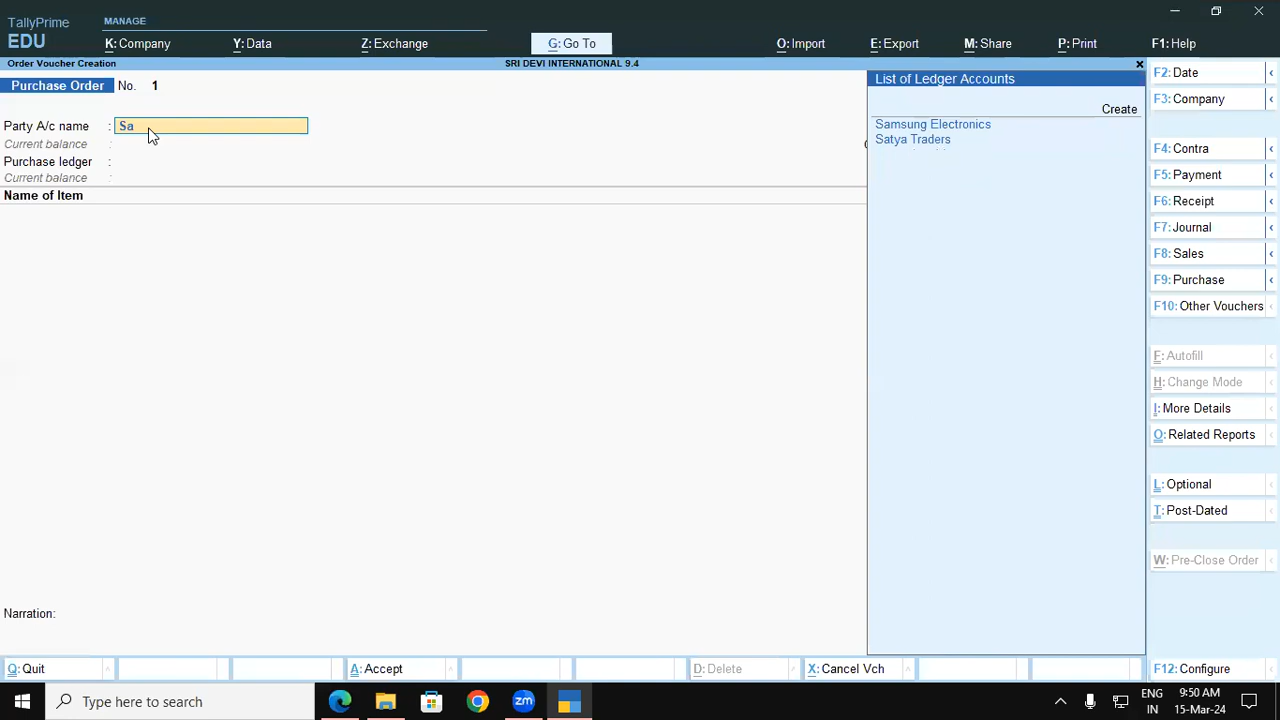 TallyPrime
EDU
MANAGE
K: Company
Y: Data
Z: Exchange
G: Go To
O: Import
E: Export
M: Share
P: Print
F1: Help
Order Voucher Creation
SRI DEVI INTERNATIONAL 9.4
Purchase Order No. 1
Party A/c name : Sa
Current balance :
Purchase ledger :
Current balance :
Name of Item
Narration:
List of Ledger Accounts
Create
Samsung Electronics
Satya Traders
F2: Date
F3: Company
F4: Contra
F5: Payment
F6: Receipt
F7: Journal
F8: Sales
F9: Purchase
F10: Other Vouchers
F: Autofill
H: Change Mode
I: More Details
O: Related Reports
L: Optional
T: Post-Dated
W: Pre-Close Order
Q: Quit
A: Accept
D: Delete
X: Cancel Vch
F12: Configure
Type here to search
zm
ENG
IN
9:50 AM
15-Mar-24